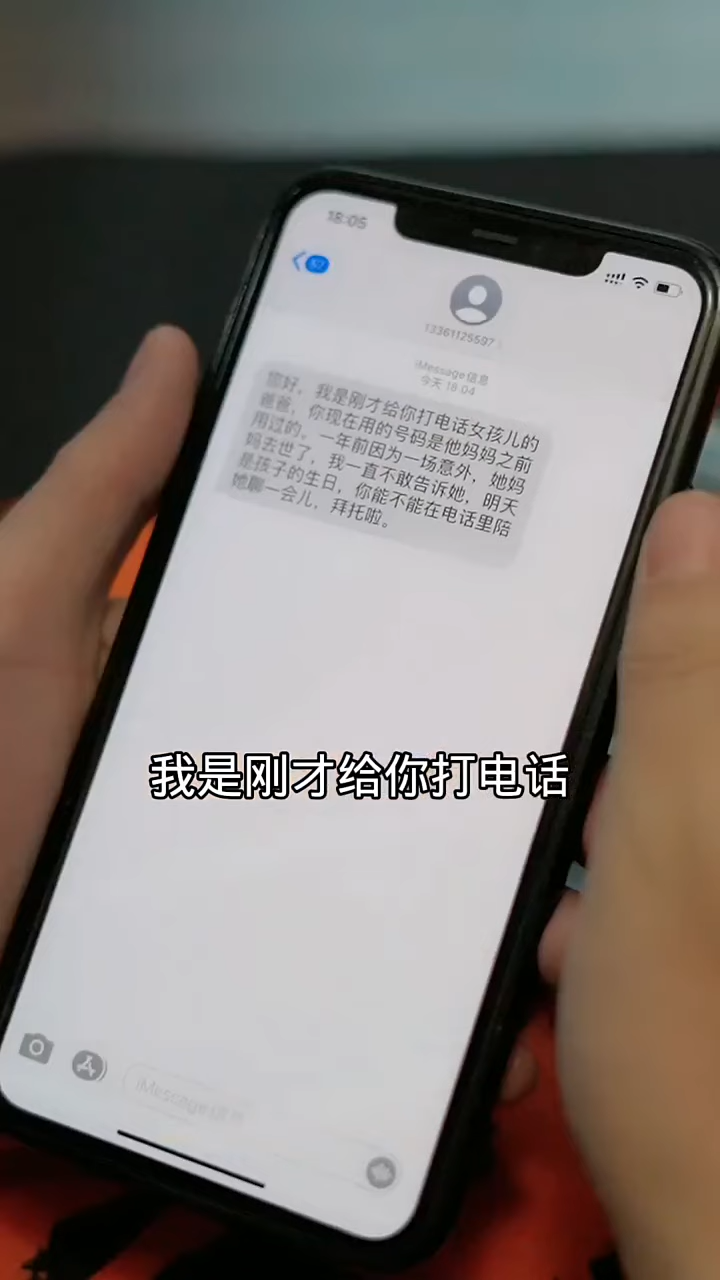 18:05
57
13361125597
iMessage信息
今天 18:04
您好，我是刚才给你打电话女孩儿的
爸爸，你现在用的号码是他妈妈之前
用过的。一年前因为一场意外，她妈
妈去世了，我一直不敢告诉她，明天
是孩子的生日，你能不能在电话里陪
她聊一会儿，拜托啦。
我是刚才给你打电话
iMessage信息